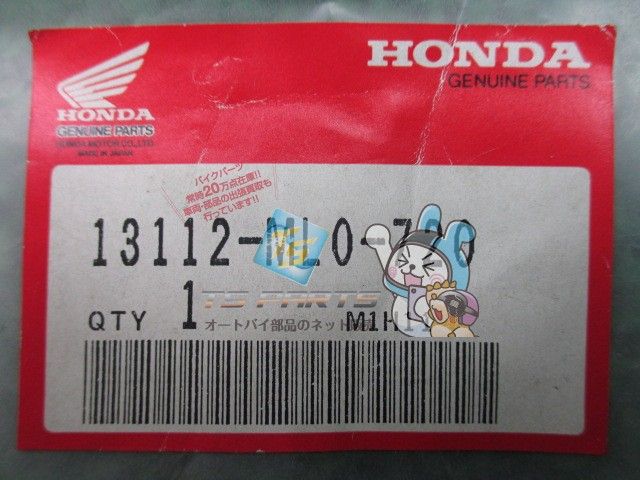 HONDA
GENUINE PARTS
HONDA
GENUINE PARTS
HONDA MOTOR CO.,LTD.
MADE IN JAPAN
バイクパーツ
常時20万点在庫!!
車両・部品の出張買取も
行っています!!
TS
TS PARTS
オートバイ部品のネット
QTY 1